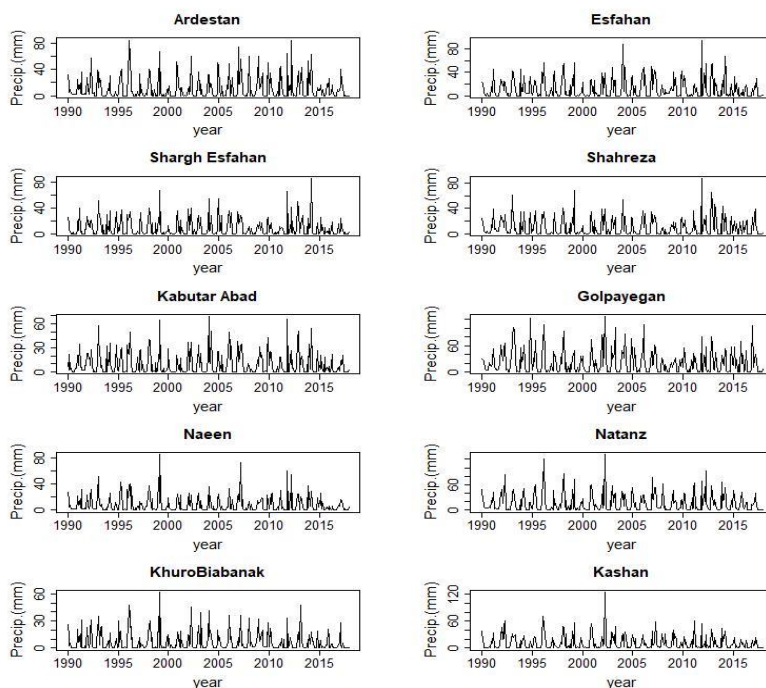 Ardestan
Precip.(mm)
0 40 80
1990 1995 2000 2005 2010 2015
year
Esfahan
Precip.(mm)
0 40 80
1990 1995 2000 2005 2010 2015
year
Shargh Esfahan
Precip.(mm)
0 40 80
1990 1995 2000 2005 2010 2015
year
Shahreza
Precip.(mm)
0 40 80
1990 1995 2000 2005 2010 2015
year
Kabutar Abad
Precip.(mm)
0 30 60
1990 1995 2000 2005 2010 2015
year
Golpayegan
Precip.(mm)
0 60
1990 1995 2000 2005 2010 2015
year
Naeen
Precip.(mm)
0 40 80
1990 1995 2000 2005 2010 2015
year
Natanz
Precip.(mm)
0 60
1990 1995 2000 2005 2010 2015
year
KhuroBiabanak
Precip.(mm)
0 30 60
1990 1995 2000 2005 2010 2015
year
Kashan
Precip.(mm)
0 60 120
1990 1995 2000 2005 2010 2015
year